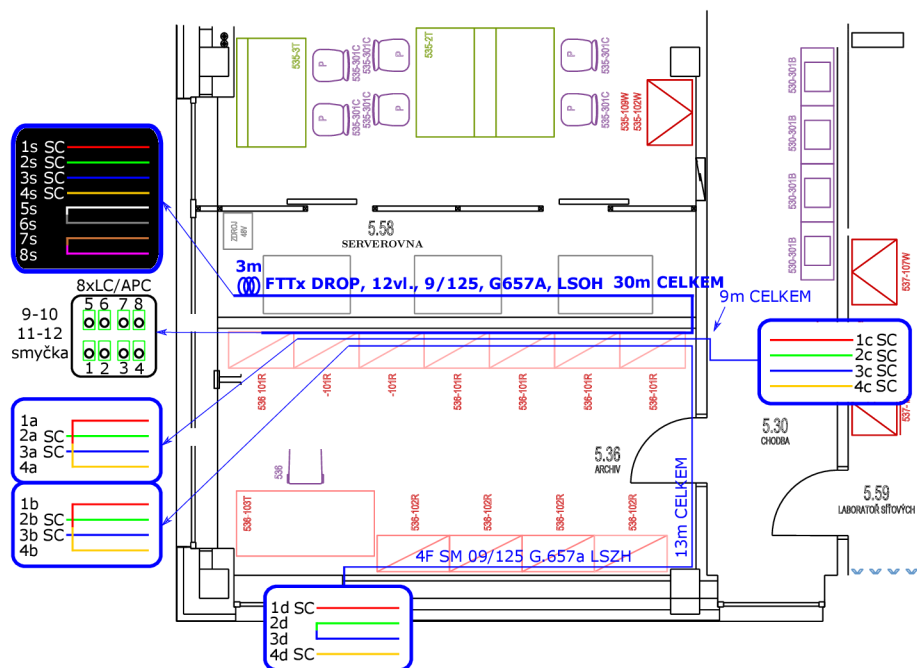 535-3T
535-301C
535-301C
535-301C
535-301C
535-2T
535-301C
535-301C
535-109W
535-102W
P
P
P
P
P
P
530-301B
530-301B
530-301B
530-301B
537-107W
1s SC
2s SC
3s SC
4s SC
5s
6s
7s
8s
ZDROJ
48V
5.58
SERVEROVNA
3m
FTTx DROP, 12vl., 9/125, G657A, LSOH 30m CELKEM
9m CELKEM
8xLC/APC
5 6 7 8
9-10
11-12
smyčka
1 2 3 4
1c SC
2c SC
3c SC
4c SC
537-1
536-101R
-101R
-101R
536-101R
536-101R
536-101R
536-101R
1a
2a SC
3a SC
4a
1b
2b SC
3b SC
4b
536
5.36
ARCHIV
5.30
CHODBA
5.59
LABORATOŘ SÍŤOVÝCH
13m CELKEM
536-103T
536-102R
536-102R
536-102R
536-102R
4F SM 09/125 G.657a LSZH
1d SC
2d
3d
4d SC